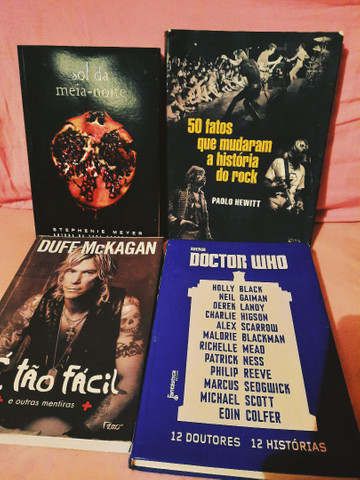 sol da
meia-noite
STEPHENIE MEYER
50 fatos
que mudaram
a história
do rock
PAOLO HEWITT
DUFF McKAGAN
É tão fácil
e outras mentiras
BBC
DOCTOR WHO
HOLLY BLACK
NEIL GAIMAN
DEREK LANDY
CHARLIE HIGSON
ALEX SCARROW
MALORIE BLACKMAN
RICHELLE MEAD
PATRICK NESS
PHILIP REEVE
MARCUS SEDGWICK
MICHAEL SCOTT
EOIN COLFER
fantástica
12 DOUTORES 12 HISTÓRIAS